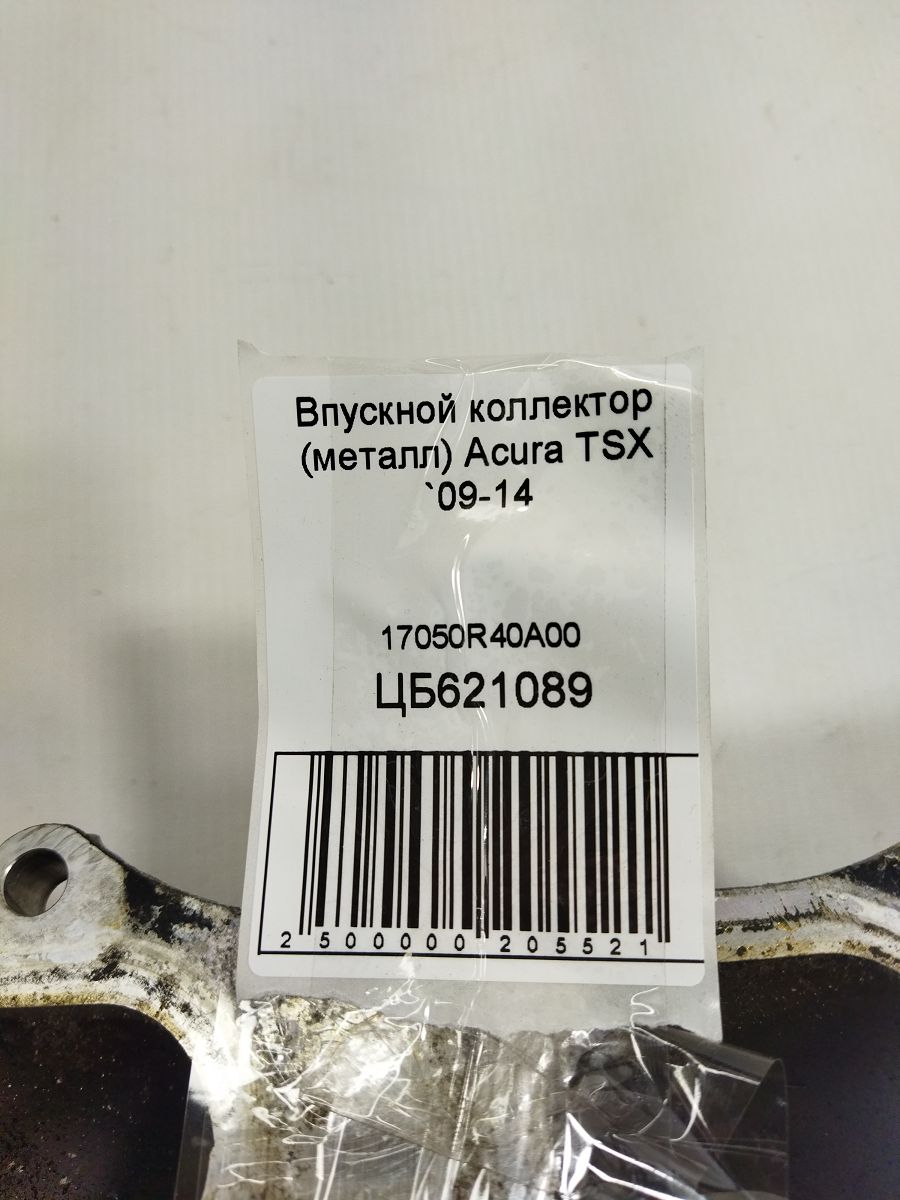 Впускной коллектор
(металл) Acura TSX
`09-14
17050R40A00
ЦБ621089
2 500000 205521